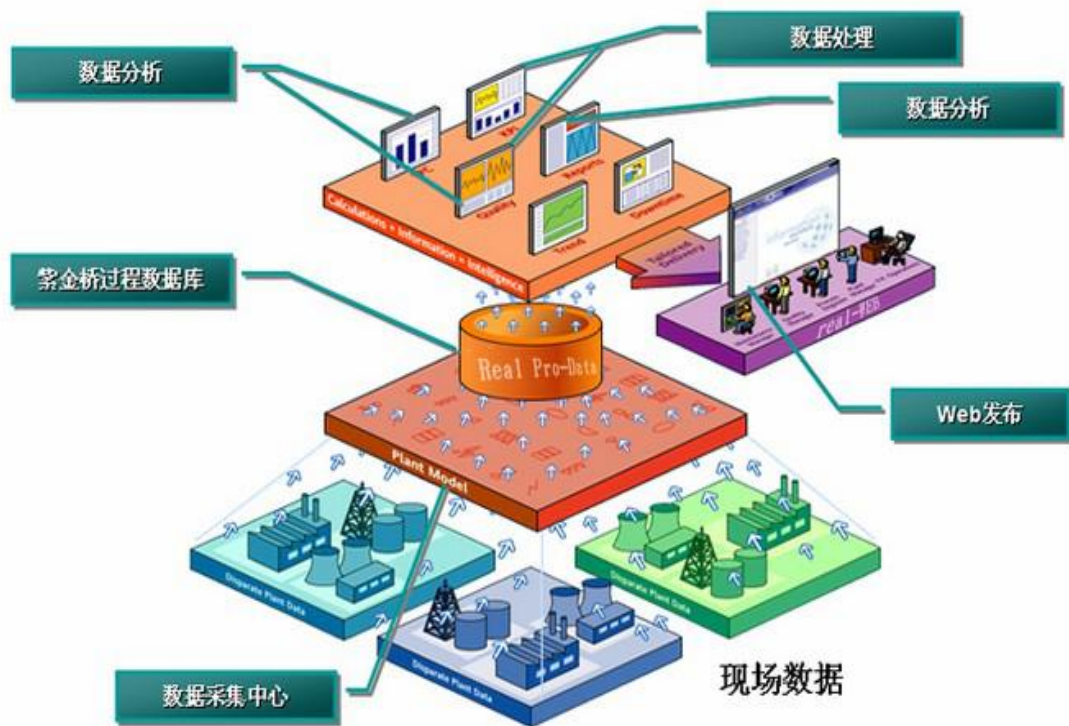 数据处理
数据分析
数据分析
KPI
Reports
Quality
Downtime
Trend
Calculations • Information • Intelligence
Tailored
Delivery
紫金桥过程数据库
real-WEB
Real Pro-Data
Web发布
Plant Model
Disparate Plant Data
Disparate Plant Data
Disparate Plant Data
现场数据
数据采集中心